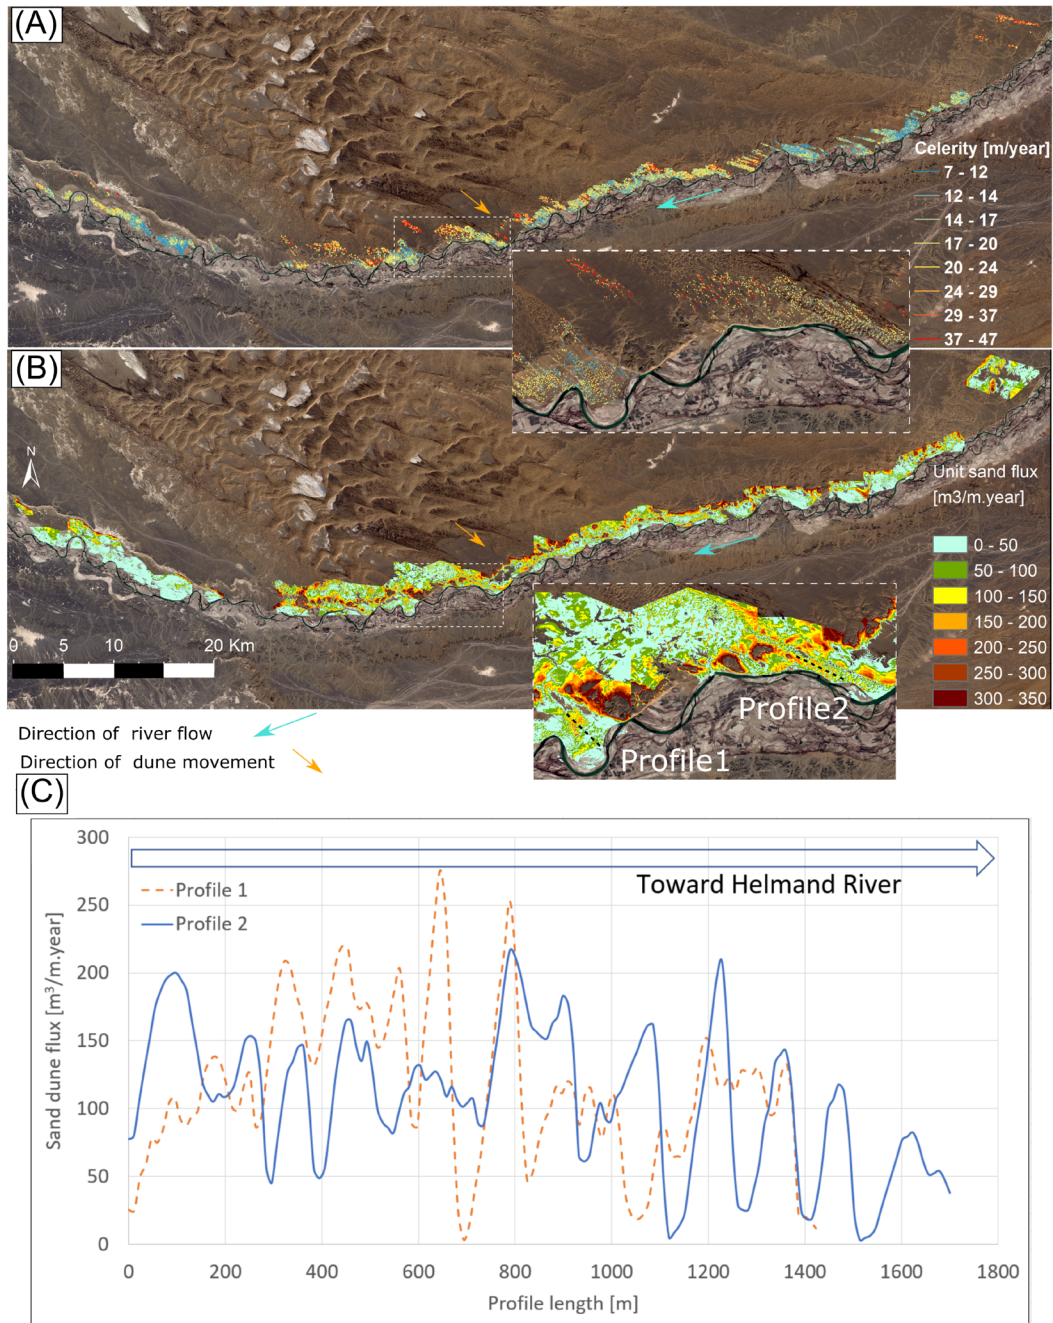 (A)
Celerity [m/year]
7 - 12
12 - 14
14 - 17
17 - 20
20 - 24
24 - 29
29 - 37
37 - 47
(B)
N
Unit sand flux
[m3/m.year]
0 - 50
50 - 100
100 - 150
150 - 200
200 - 250
250 - 300
300 - 350
0 5 10 20 Km
Profile2
Profile1
Direction of river flow
Direction of dune movement
(C)
300
250
200
150
100
50
0
Toward Helmand River
Profile 1
Profile 2
Sand dune flux [m³/m.year]
0 200 400 600 800 1000 1200 1400 1600 1800
Profile length [m]